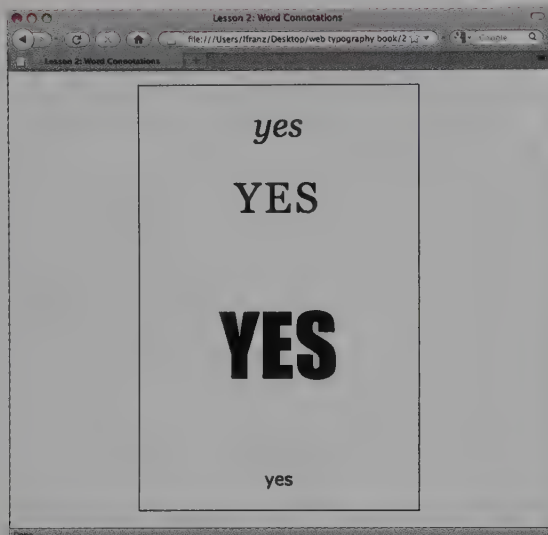 Lesson 2: Word Connotations
file:///Users/lfranz/Desktop/web typography book/2 Google
Lesson 2: Word Connotations
yes
YES
YES
yes